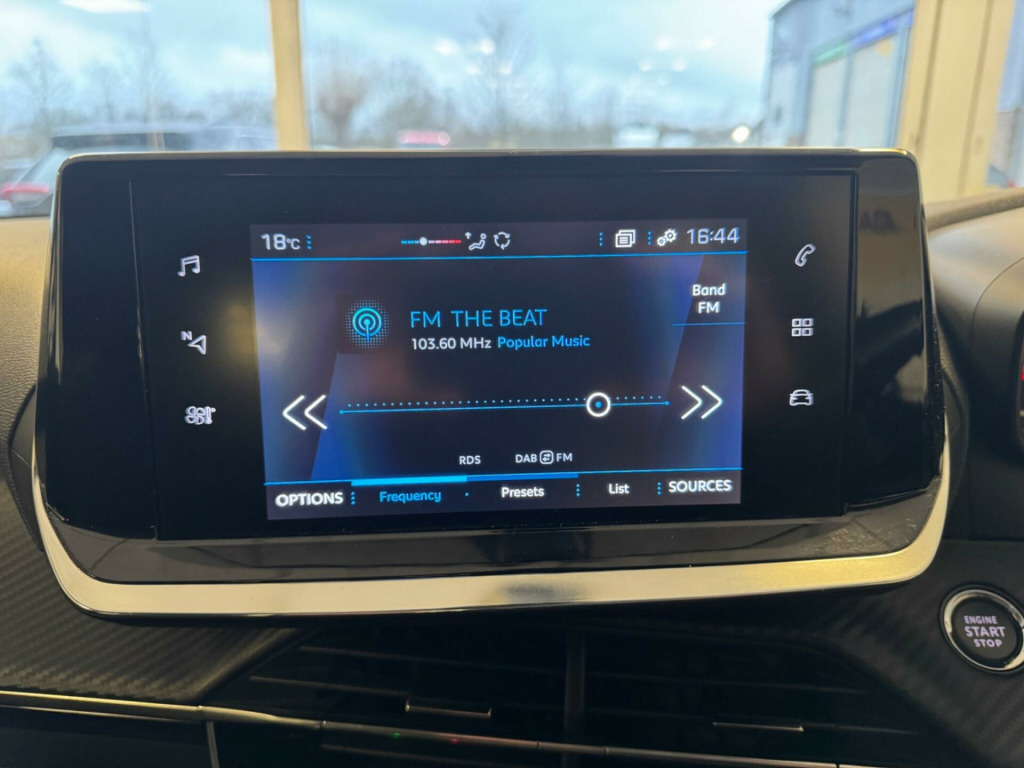 18°C
16:44
Band
FM
FM THE BEAT
103.60 MHz Popular Music
RDS
DAB FM
OPTIONS Frequency Presets List SOURCES
N
ENGINE
START
STOP